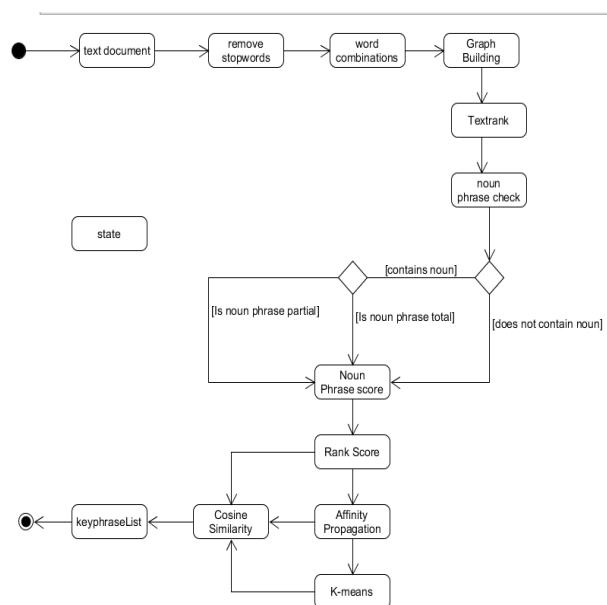 text document
remove
stopwords
word
combinations
Graph
Building
Textrank
noun
phrase check
state
[contains noun]
[Is noun phrase partial]
[Is noun phrase total]
[does not contain noun]
Noun
Phrase score
Rank Score
keyphraseList
Cosine
Similarity
Affinity
Propagation
K-means